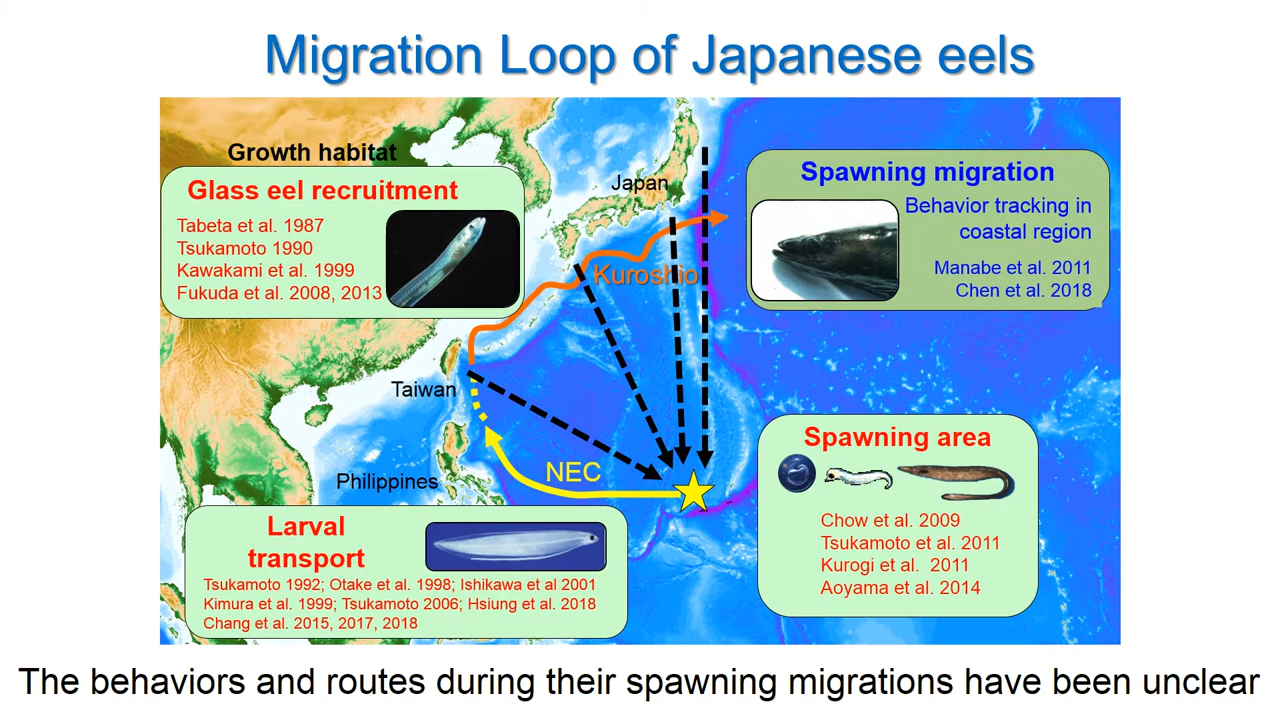 Migration Loop of Japanese eels
Growth habitat
Glass eel recruitment
Tabeta et al. 1987
Tsukamoto 1990
Kawakami et al. 1999
Fukuda et al. 2008, 2013
Japan
Kuroshio
Spawning migration
Behavior tracking in
coastal region
Manabe et al. 2011
Chen et al. 2018
Taiwan
Philippines
NEC
Spawning area
Chow et al. 2009
Tsukamoto et al. 2011
Kurogi et al. 2011
Aoyama et al. 2014
Larval
transport
Tsukamoto 1992; Otake et al. 1998; Ishikawa et al 2001
Kimura et al. 1999; Tsukamoto 2006; Hsiung et al. 2018
Chang et al. 2015, 2017, 2018
The behaviors and routes during their spawning migrations have been unclear